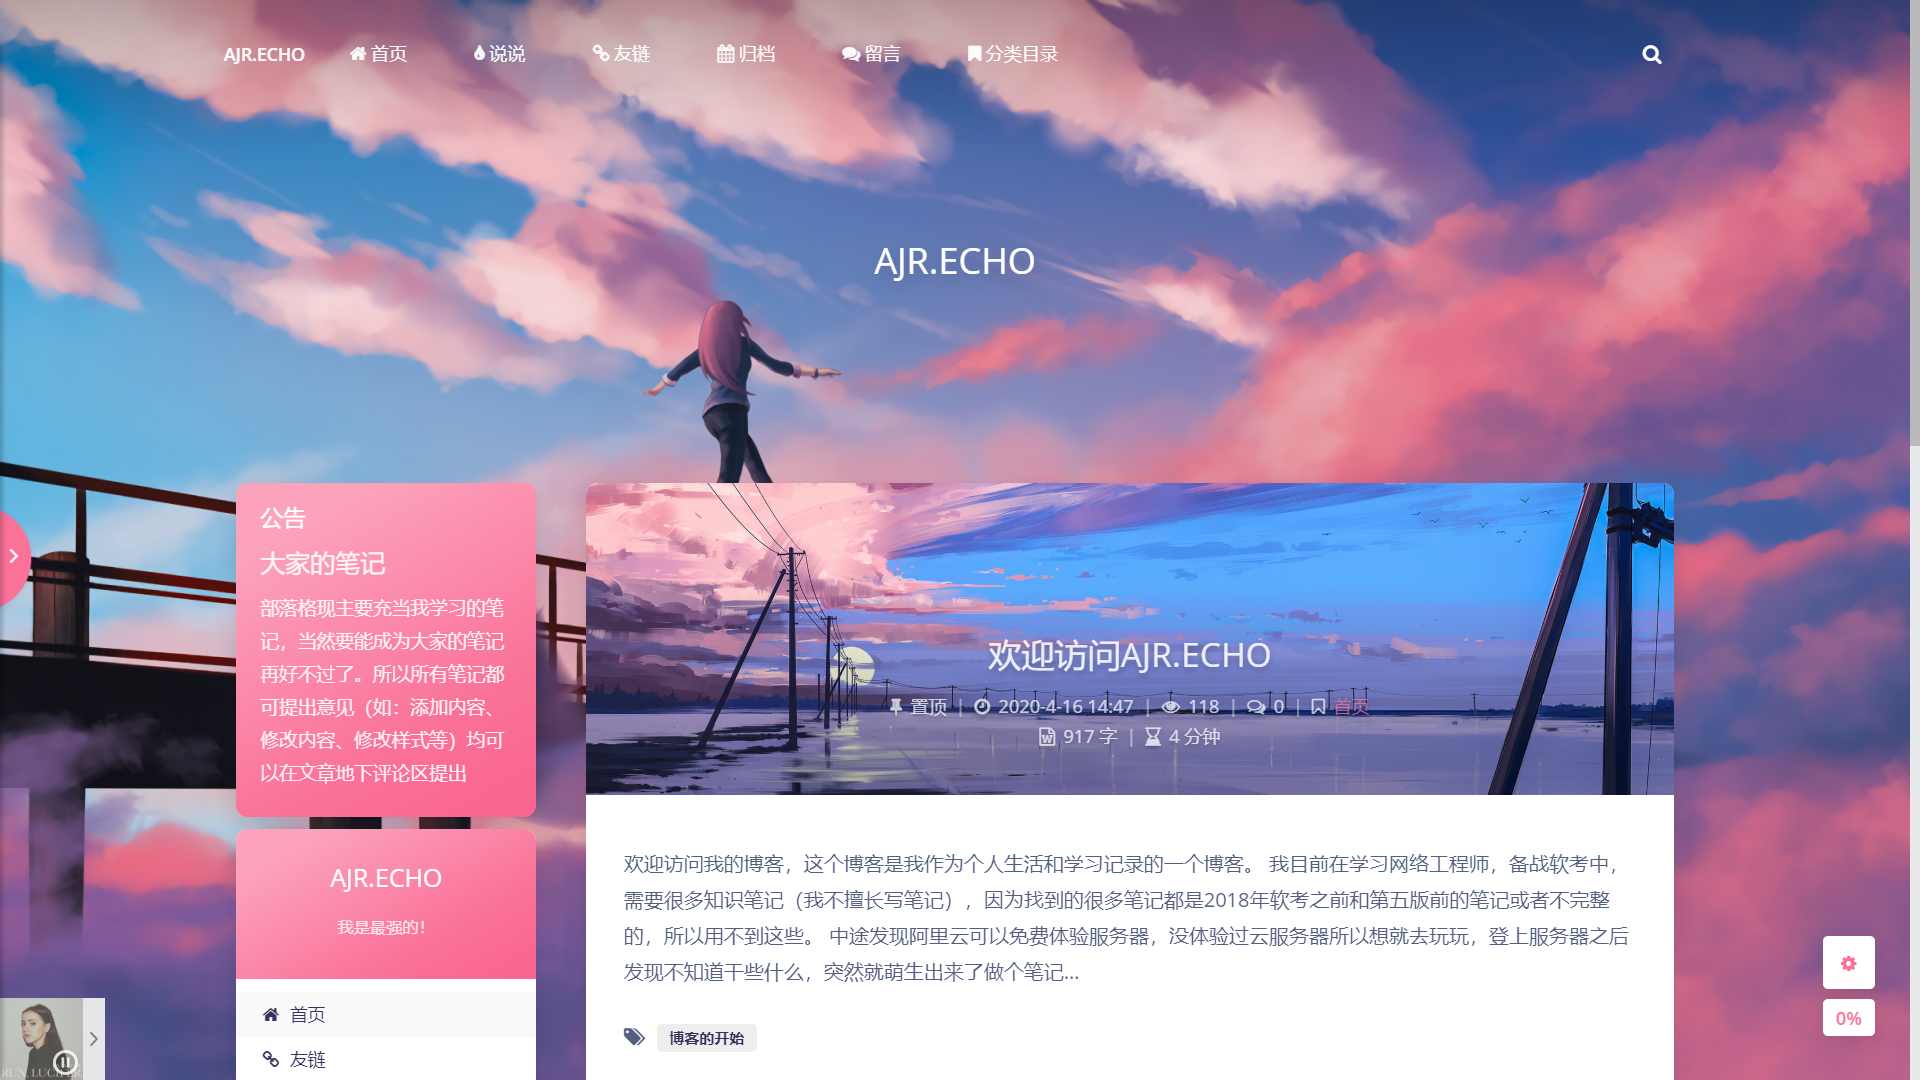 AJR.ECHO 首页 说说 友链 归档 留言 分类目录
AJR.ECHO
公告
大家的笔记
部落格现主要充当我学习的笔
记，当然要能成为大家的笔记
再好不过了。所以所有笔记都
可提出意见（如：添加内容、
修改内容、修改样式等）均可
以在文章地下评论区提出
AJR.ECHO
我是最强的！
首页
友链
欢迎访问AJR.ECHO
置顶 | 2020-4-16 14:47 | 118 | 0 | 首页
917 字 | 4 分钟
欢迎访问我的博客，这个博客是我作为个人生活和学习记录的一个博客。 我目前在学习网络工程师，备战软考中，
需要很多知识笔记（我不擅长写笔记），因为找到的很多笔记都是2018年软考之前和第五版前的笔记或者不完整
的，所以用不到这些。 中途发现阿里云可以免费体验服务器，没体验过云服务器所以想就去玩玩，登上服务器之后
发现不知道干些什么，突然就萌生出来了做个笔记...
博客的开始
0%